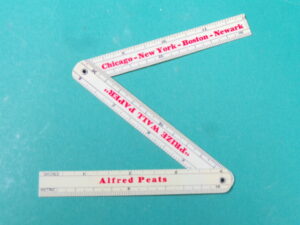 Chicago - New York - Boston - Newark
"PRIZE WALL PAPER"
Alfred Peats